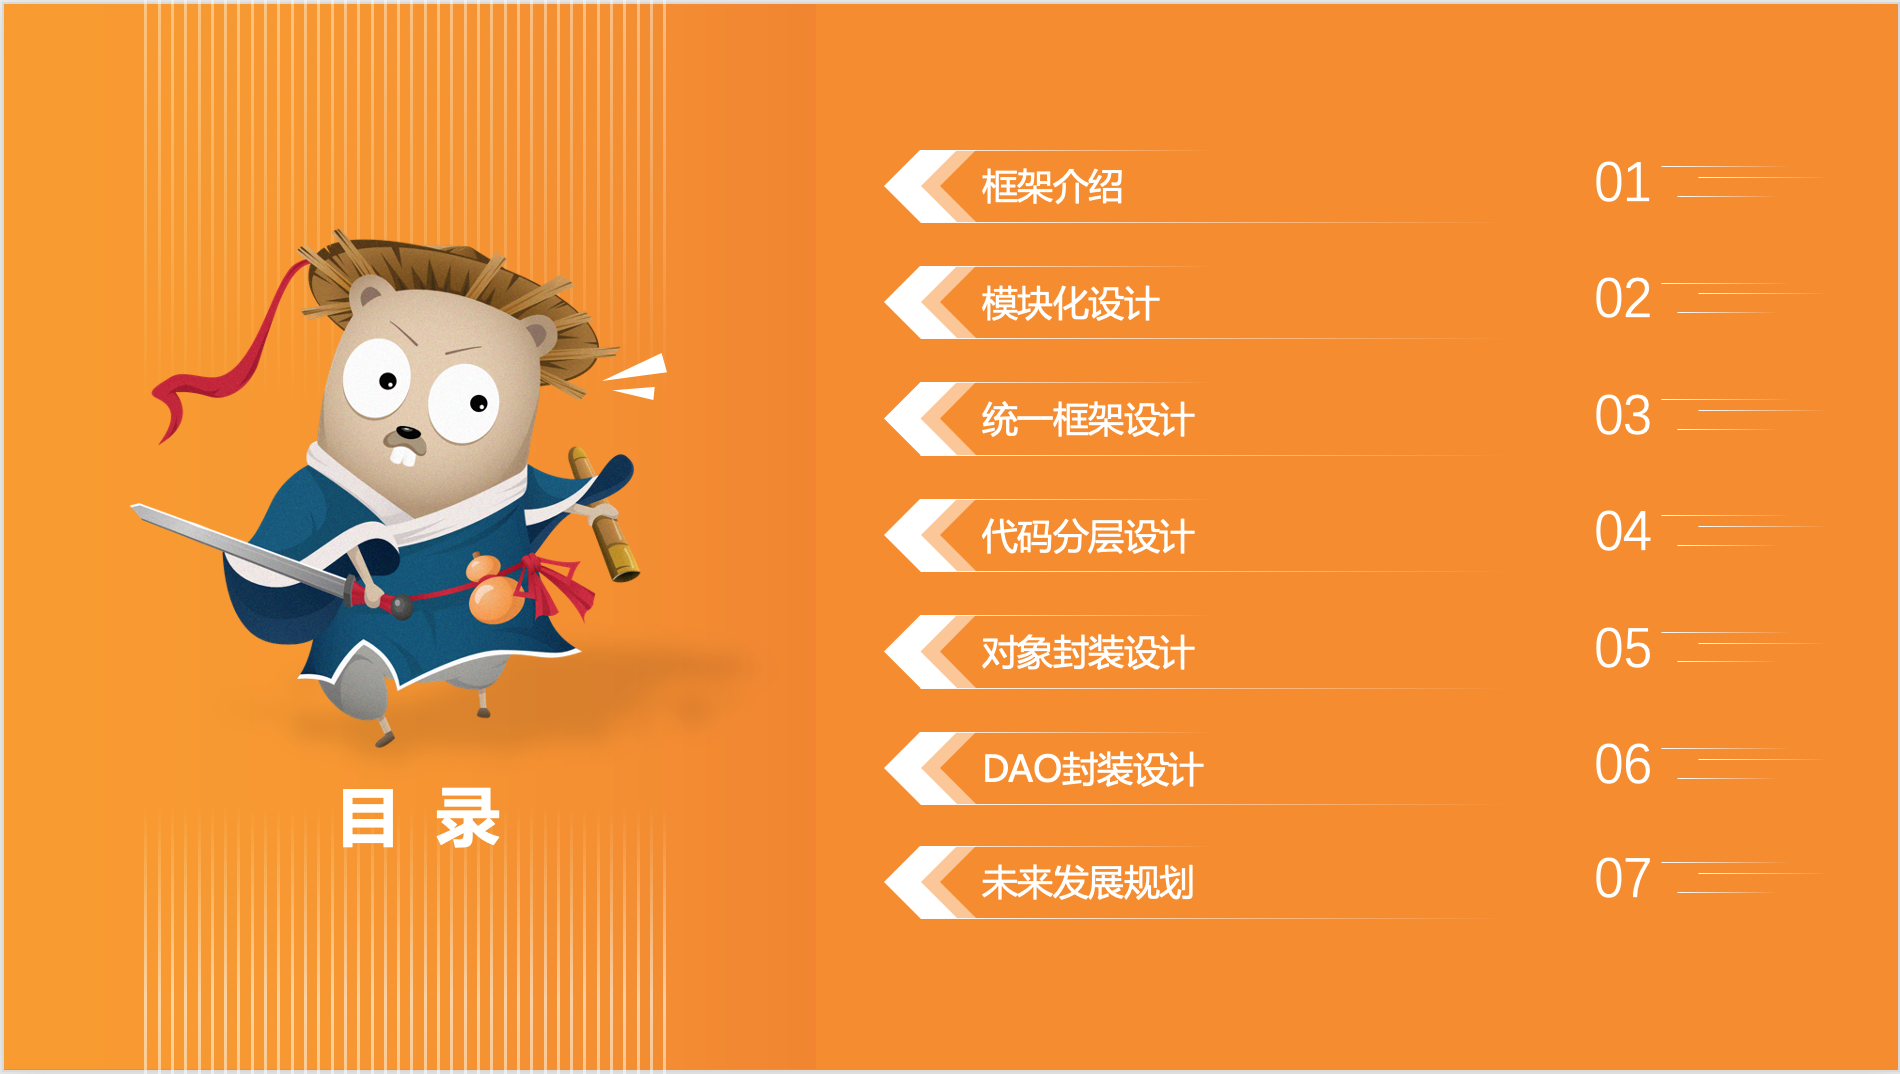 目 录
框架介绍 01
模块化设计 02
统一框架设计 03
代码分层设计 04
对象封装设计 05
DAO封装设计 06
未来发展规划 07